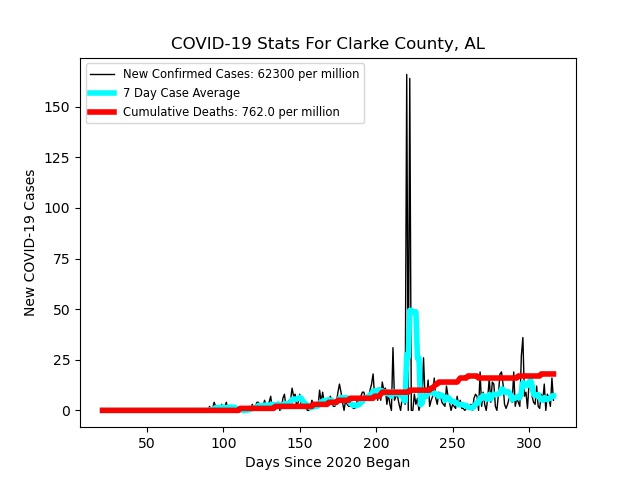 COVID-19 Stats For Clarke County, AL
New Confirmed Cases: 62300 per million
7 Day Case Average
Cumulative Deaths: 762.0 per million
New COVID-19 Cases
150
125
100
75
50
25
0
50 100 150 200 250 300
Days Since 2020 Began